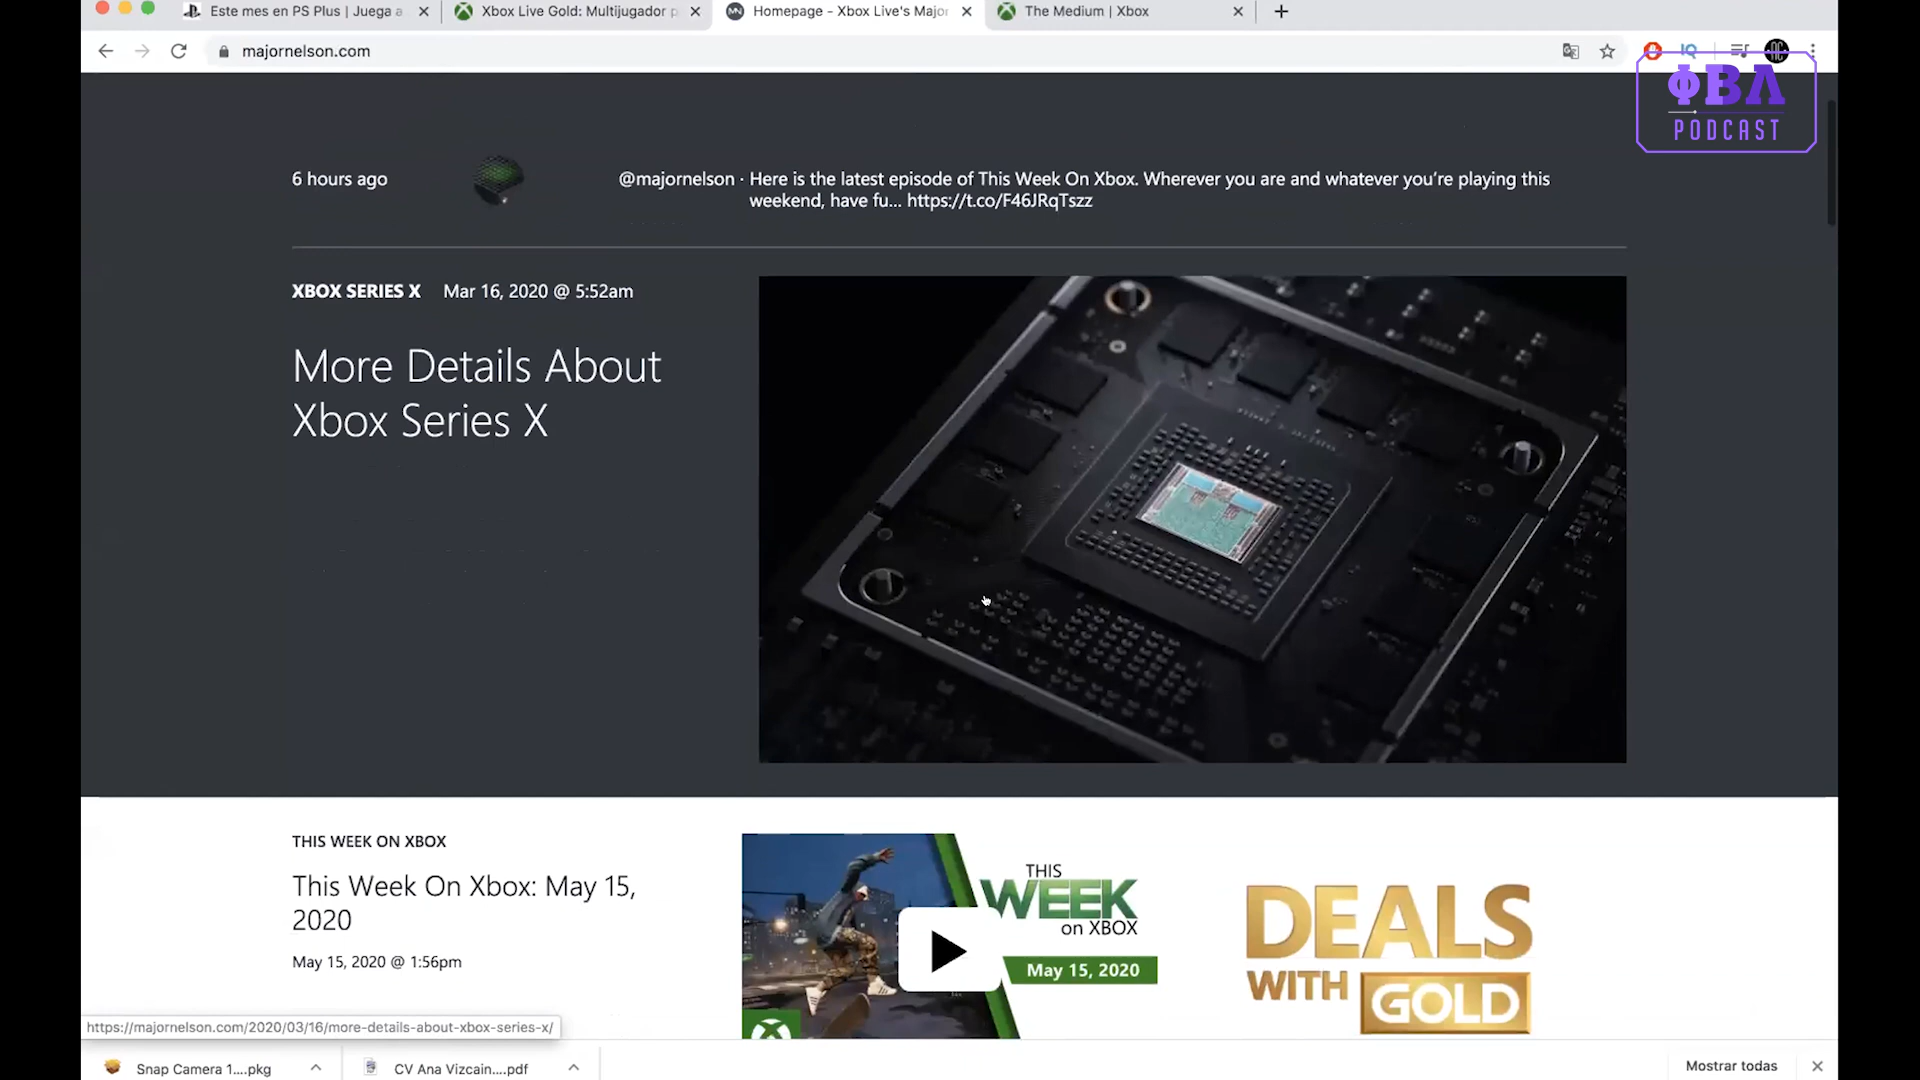 Este mes en PS Plus | Juega a
Xbox Live Gold: Multijugador p
Homepage - Xbox Live's Major
The Medium | Xbox
majornelson.com
ΦΒΛ
PODCAST
6 hours ago
@majornelson · Here is the latest episode of This Week On Xbox. Wherever you are and whatever you're playing this
weekend, have fu... https://t.co/F46JRqTszz
XBOX SERIES X Mar 16, 2020 @ 5:52am
More Details About
Xbox Series X
THIS WEEK ON XBOX
This Week On Xbox: May 15,
2020
May 15, 2020 @ 1:56pm
THIS
WEEK
on XBOX
May 15, 2020
DEALS
WITH GOLD
https://majornelson.com/2020/03/16/more-details-about-xbox-series-x/
Snap Camera 1....pkg
CV Ana Vizcain....pdf
Mostrar todas